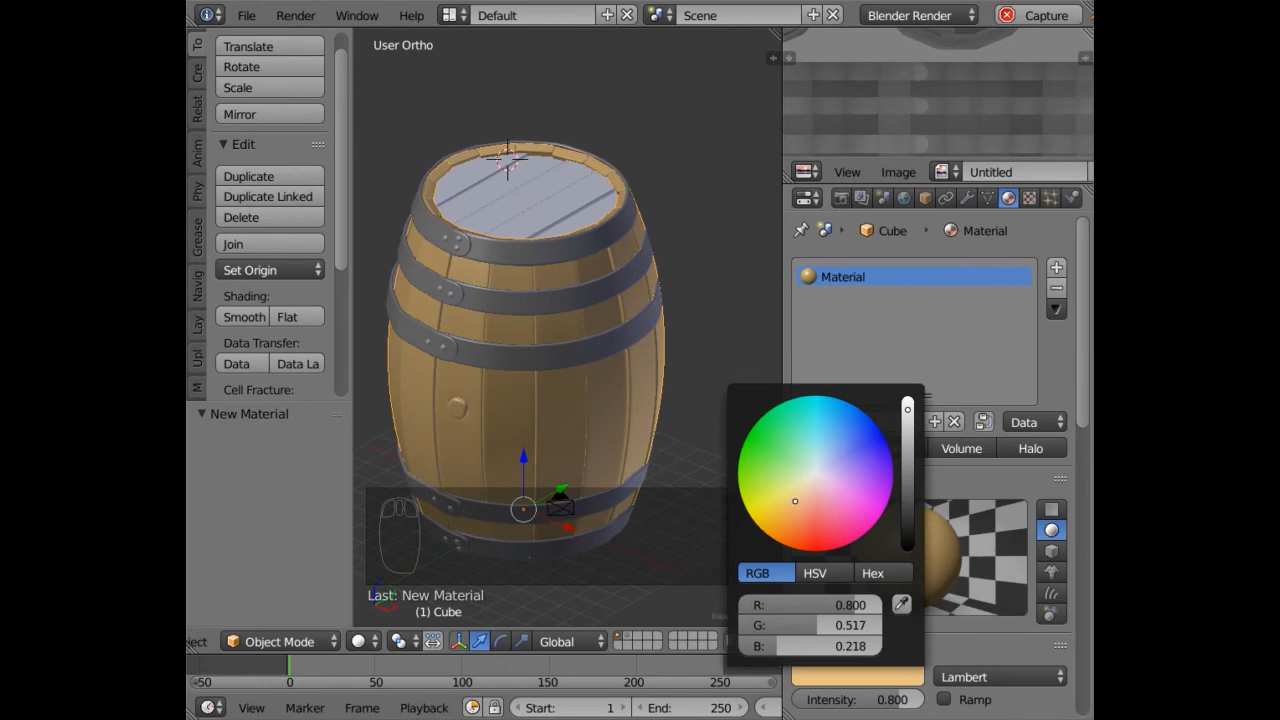 File Render Window Help Default Scene Blender Render Capture
User Ortho
To
Cre
Relat
Anim
Phy
Grease
Navig
Lay
Upl
M
Translate
Rotate
Scale
Mirror
Edit
Duplicate
Duplicate Linked
Delete
Join
Set Origin
Shading:
Smooth Flat
Data Transfer:
Data Data La
Cell Fracture:
New Material
Last: New Material
(1) Cube
View Image Untitled
Cube Material
Material
Data
Volume Halo
RGB HSV Hex
R: 0.800
G: 0.517
B: 0.218
Lambert
Intensity: 0.800 Ramp
ect Object Mode Global
-50 0 50 100 150 200 250
View Marker Frame Playback Start: 1 End: 250